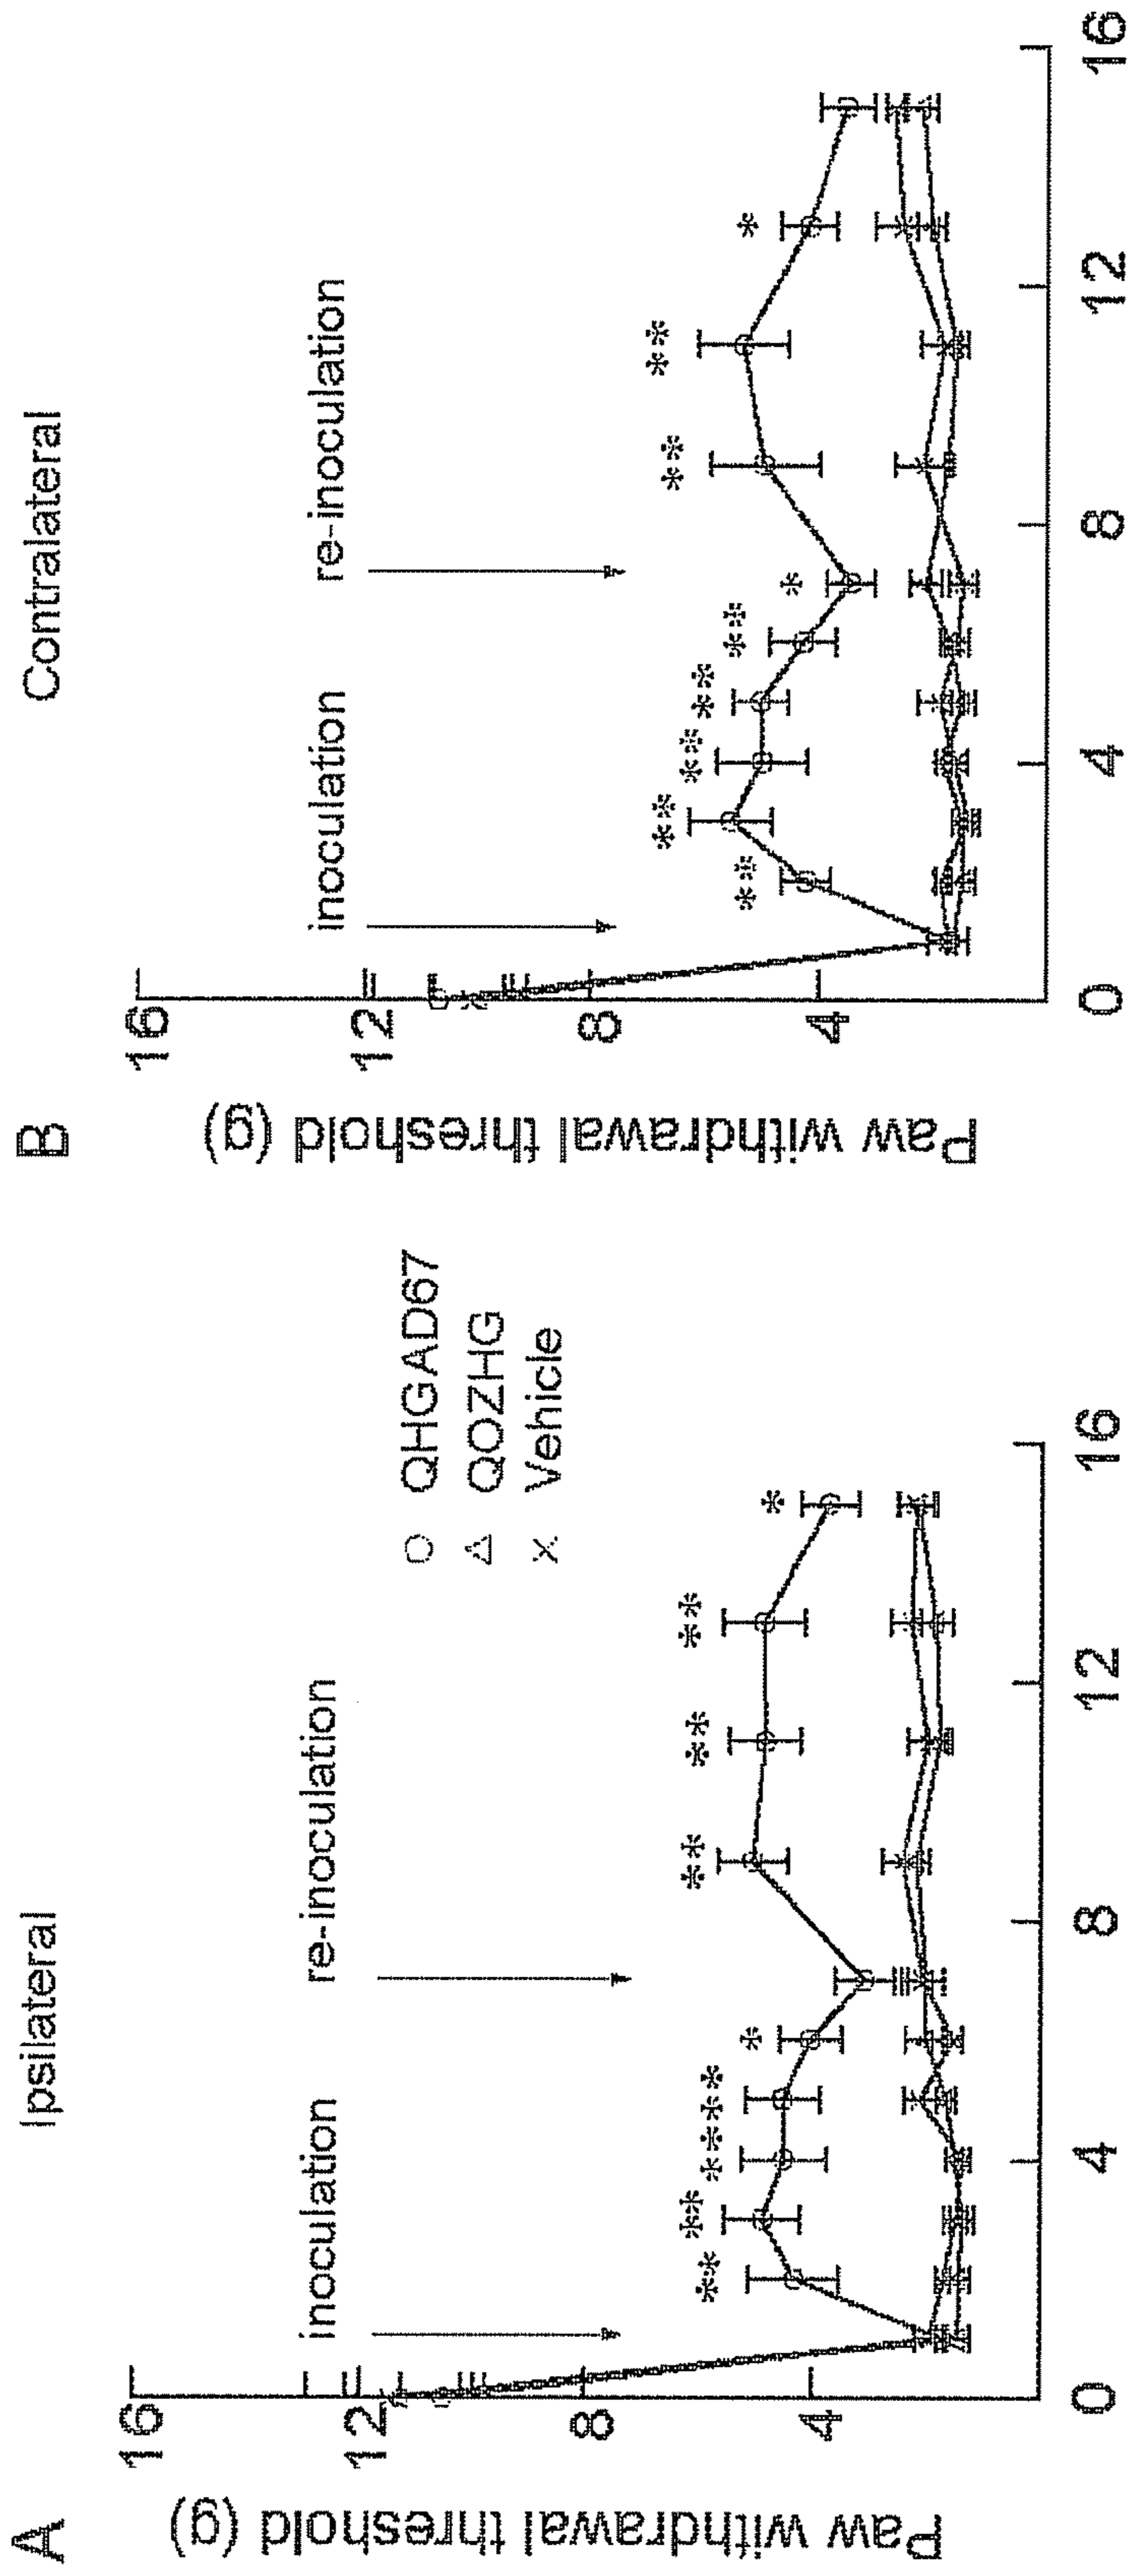 A
Ipsilateral
Paw withdrawal threshold (g)
16
12
8
4
inoculation
re-inoculation
○ QHGAD67
△ QOZHG
× Vehicle
**
**
****
*
**
**
**
*
0
4
8
12
16
B
Contralateral
Paw withdrawal threshold (g)
16
12
8
4
inoculation
re-inoculation
**
**
**
**
**
*
**
**
*
0
4
8
12
16